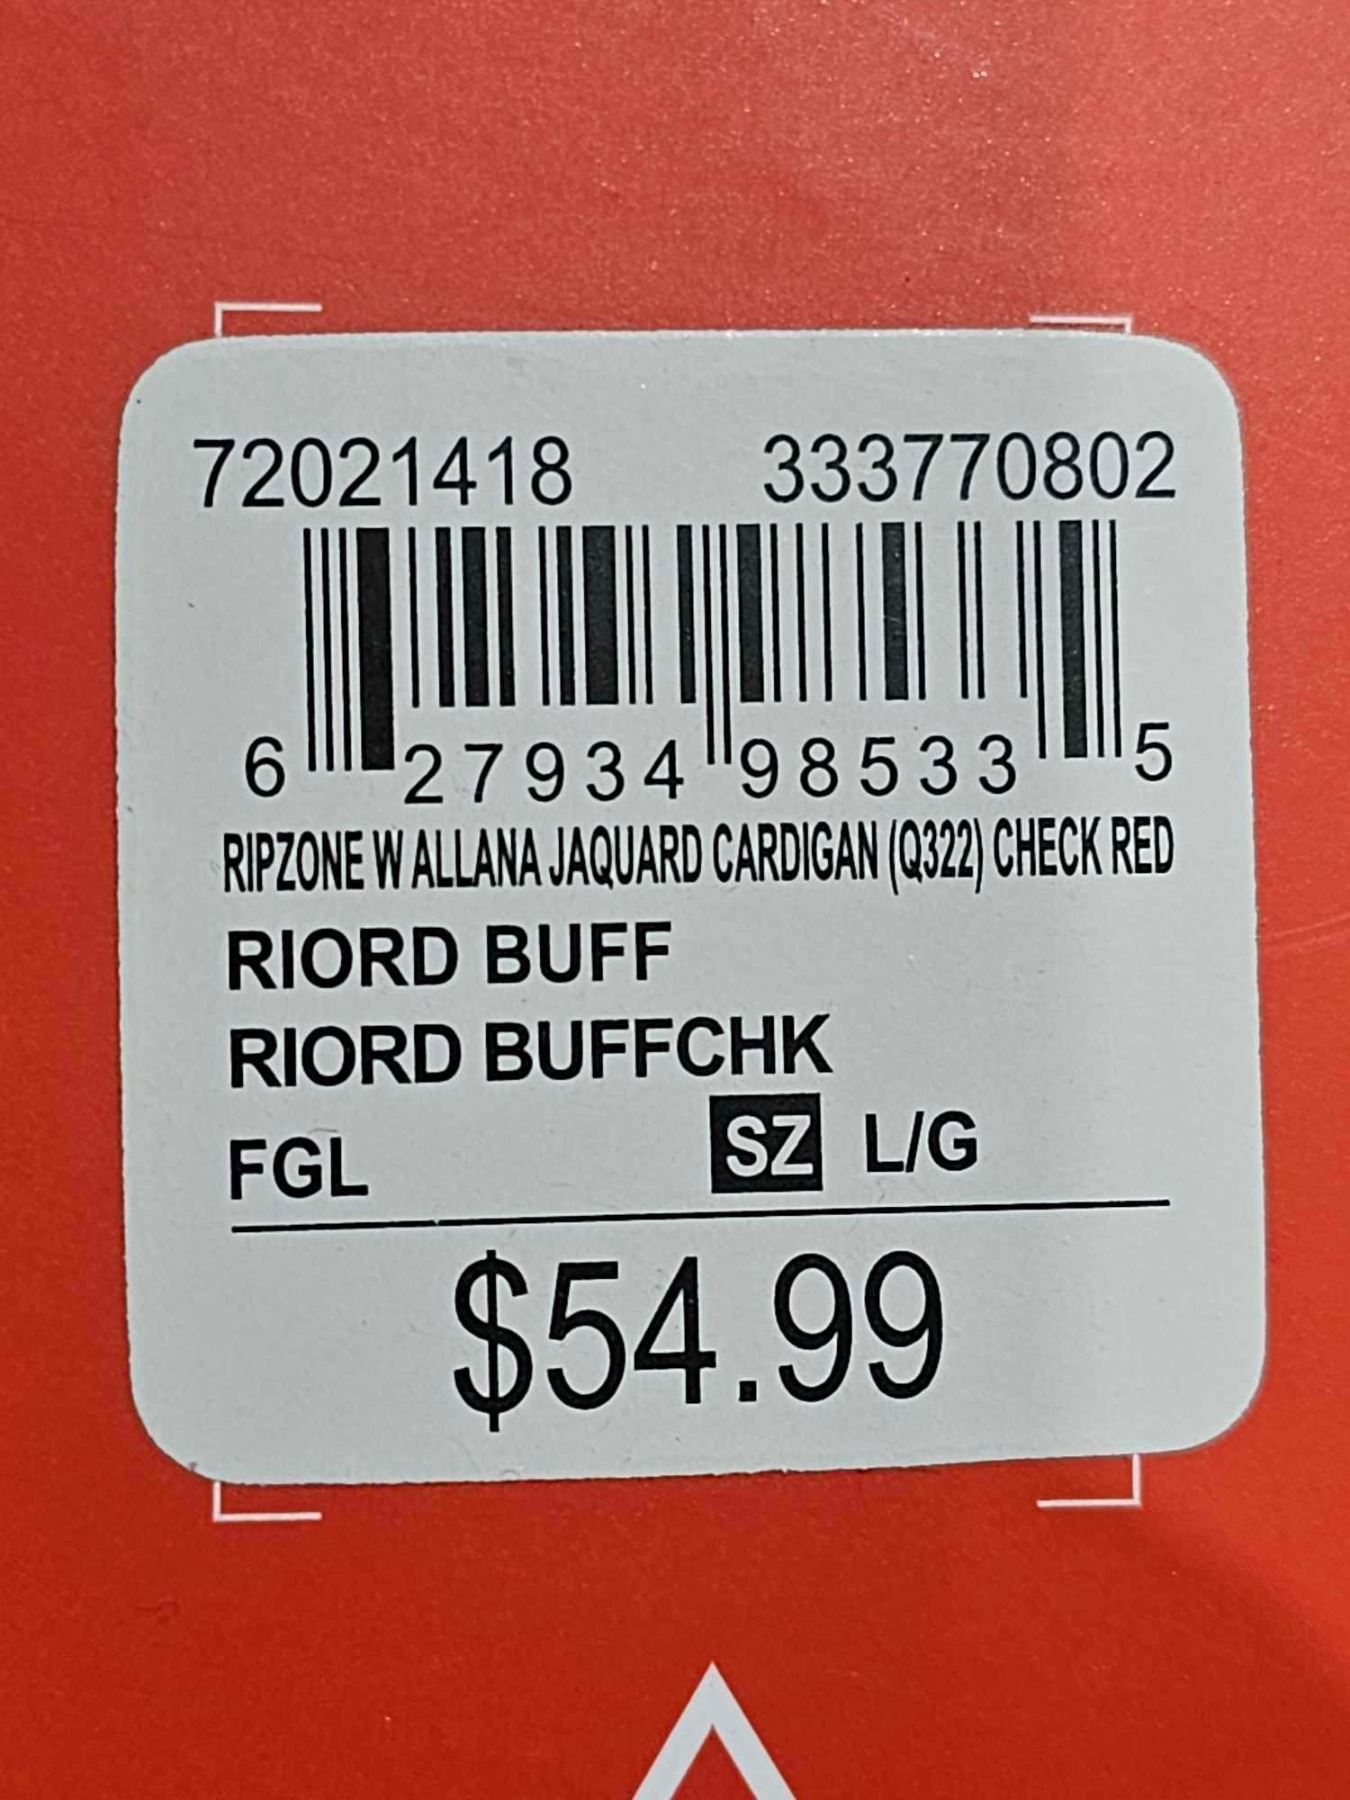 72021418 333770802
6 27934 98533 5
RIPZONE W ALLANA JAQUARD CARDIGAN (Q322) CHECK RED
RIORD BUFF
RIORD BUFFCHK
FGL SZ L/G
$54.99